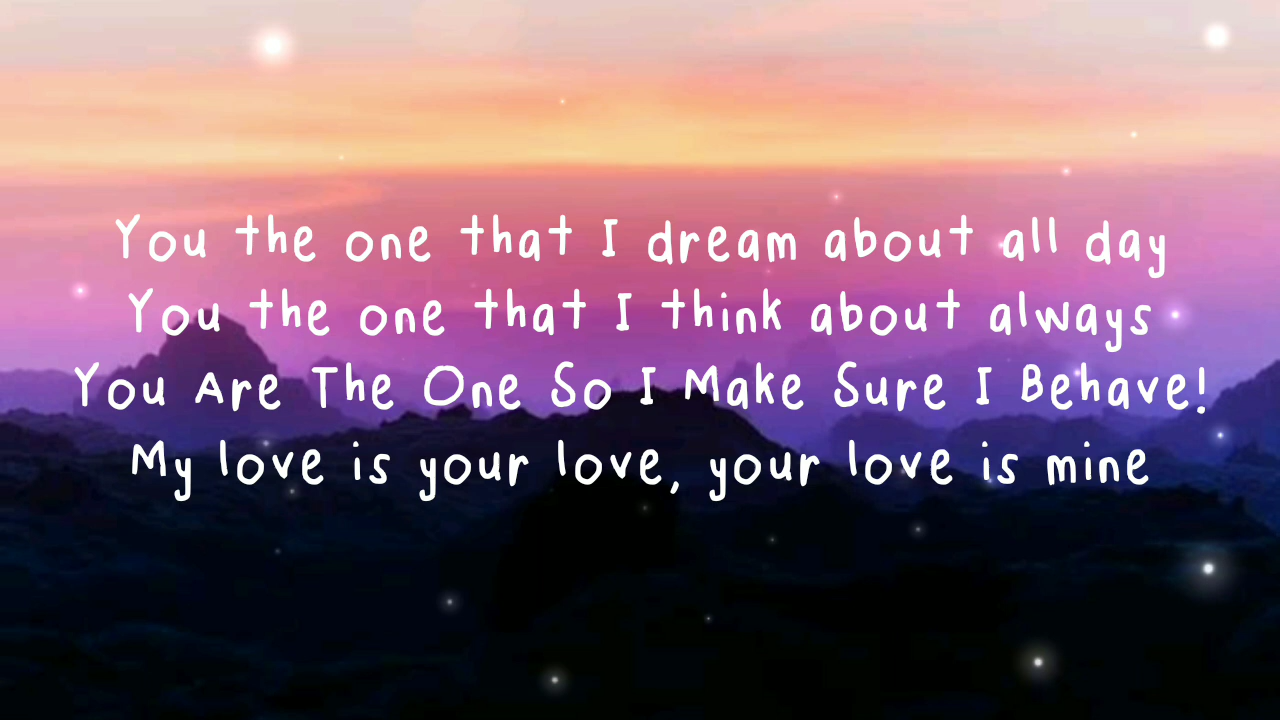 You the one that I dream about all day
You the one that I think about always
You Are The One So I Make Sure I Behave!
My love is your love, your love is mine